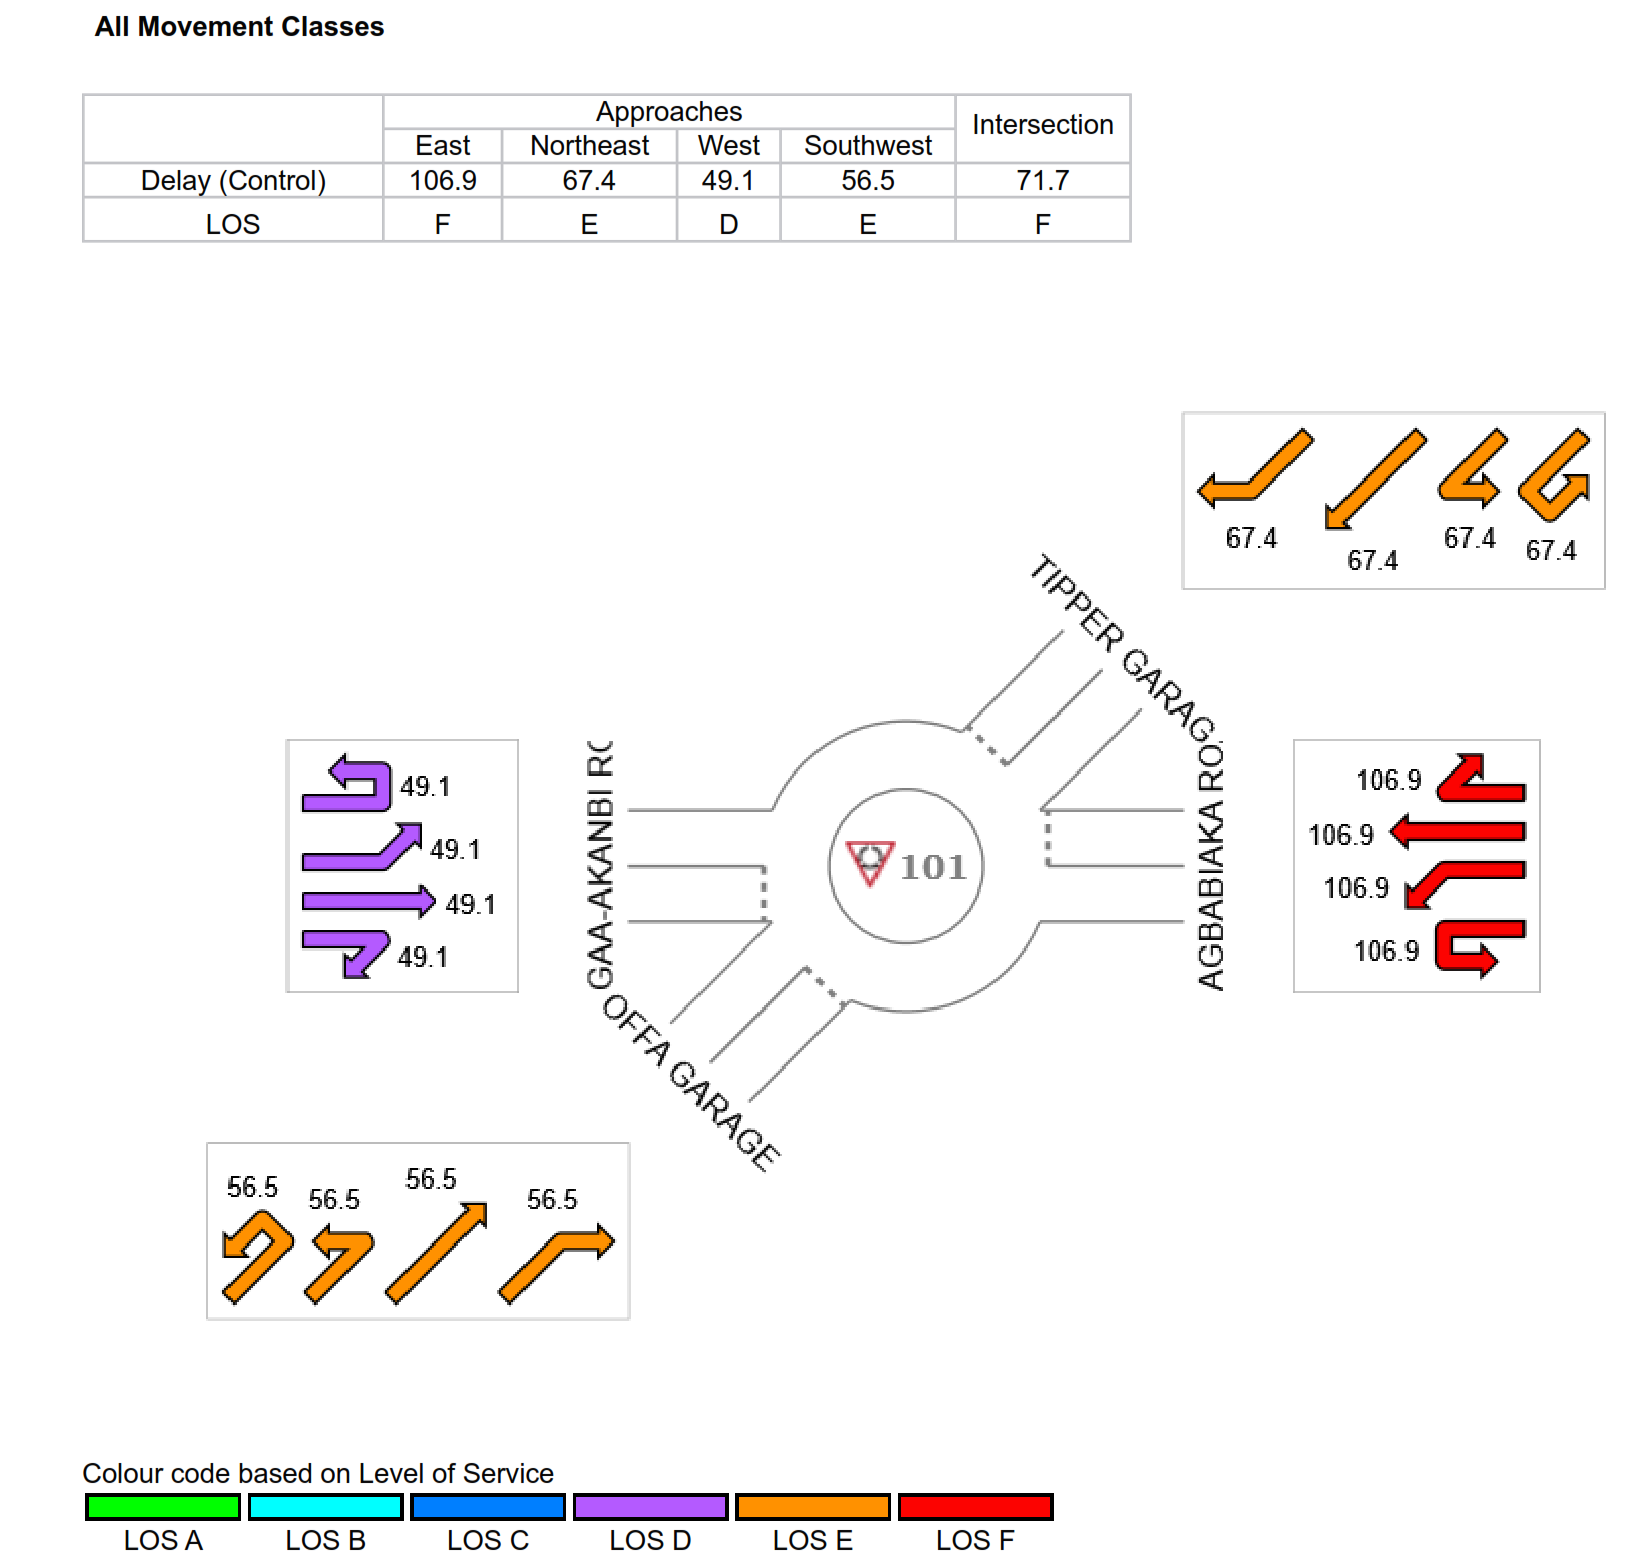 All Movement Classes
Approaches
Intersection
East Northeast West Southwest
Delay (Control) 106.9 67.4 49.1 56.5 71.7
LOS F E D E F
67.4 67.4 67.4 67.4
TIPPER GARAG
GAA-AKANBI
AGBABIAKA
101
49.1
49.1
49.1
49.1
106.9
106.9
106.9
106.9
OFFA GARAGE
56.5 56.5 56.5 56.5
Colour code based on Level of Service
LOS A LOS B LOS C LOS D LOS E LOS F